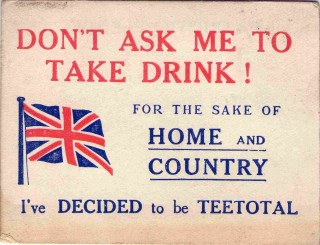 DON'T ASK ME TO
TAKE DRINK!
FOR THE SAKE OF
HOME AND
COUNTRY
I've DECIDED to be TEETOTAL